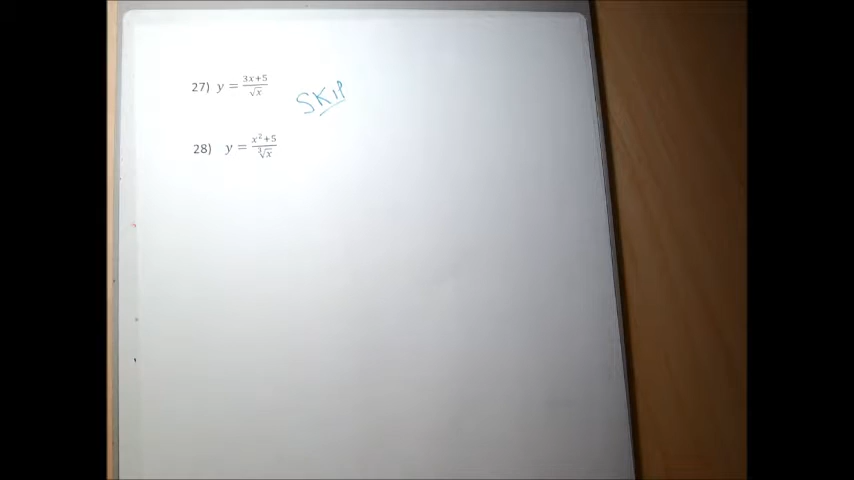 27) y = 3x+5/√x
SKIP
28) y = x²+5/∛x